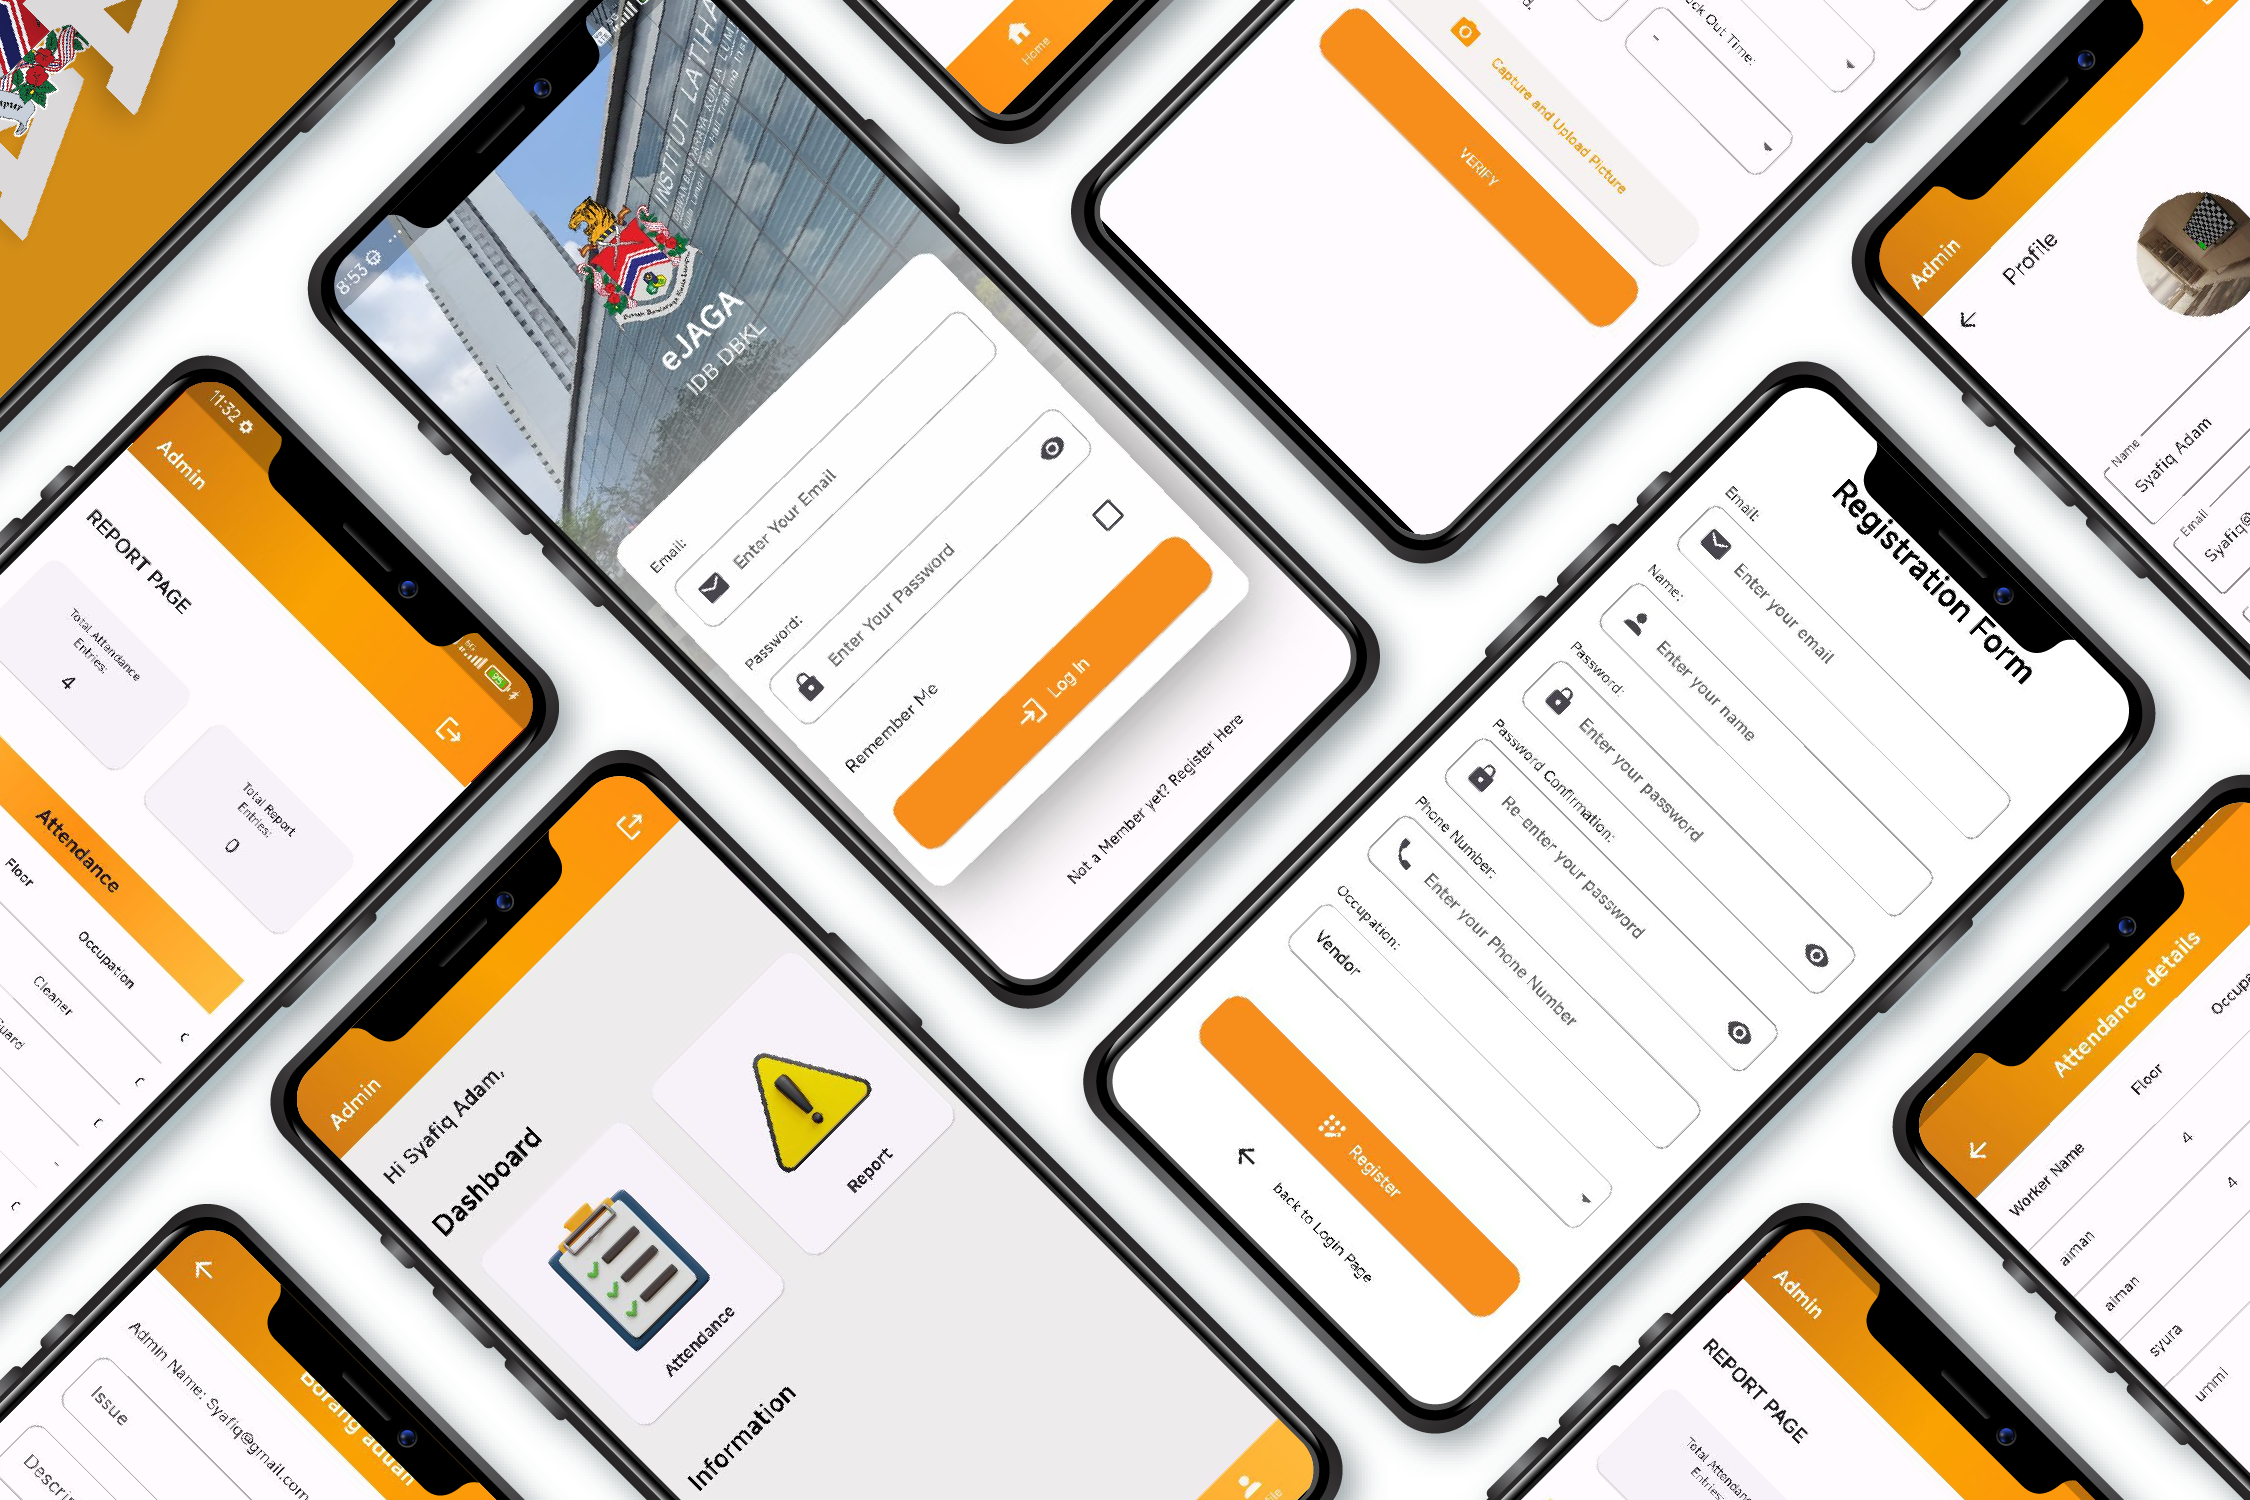 Home
Capture and Upload Picture
VERIFY
Out Time:
-
8:53
INSTITUT LATIHA
eJAGA
IDB DBKL
Email:
Enter Your Email
Password:
Enter Your Password
Remember Me
Log In
Not a Member yet? Register Here
Admin
Profile
Name
Syafiq Adam
Email
Syafiq@
11:32
95
Admin
REPORT PAGE
Total Attendance
Entries:
4
Total Report
Entries:
0
Attendance
Floor
Occupation
Cleaner
Registration Form
Email:
Enter your email
Name:
Enter your name
Password:
Enter your password
Password Confirmation:
Re-enter your password
Phone Number:
Enter your Phone Number
Occupation:
Vendor
Register
back to Login Page
Admin
Hi Syafiq Adam,
Dashboard
Attendance
Report
Information
Attendance details
Worker Name
Floor
aiman
4
aiman
4
syura
ummi
Borang aduan
Admin Name: Syafiq@gmail.com
Issue
Admin
REPORT PAGE
Total Attendanc
Entries: